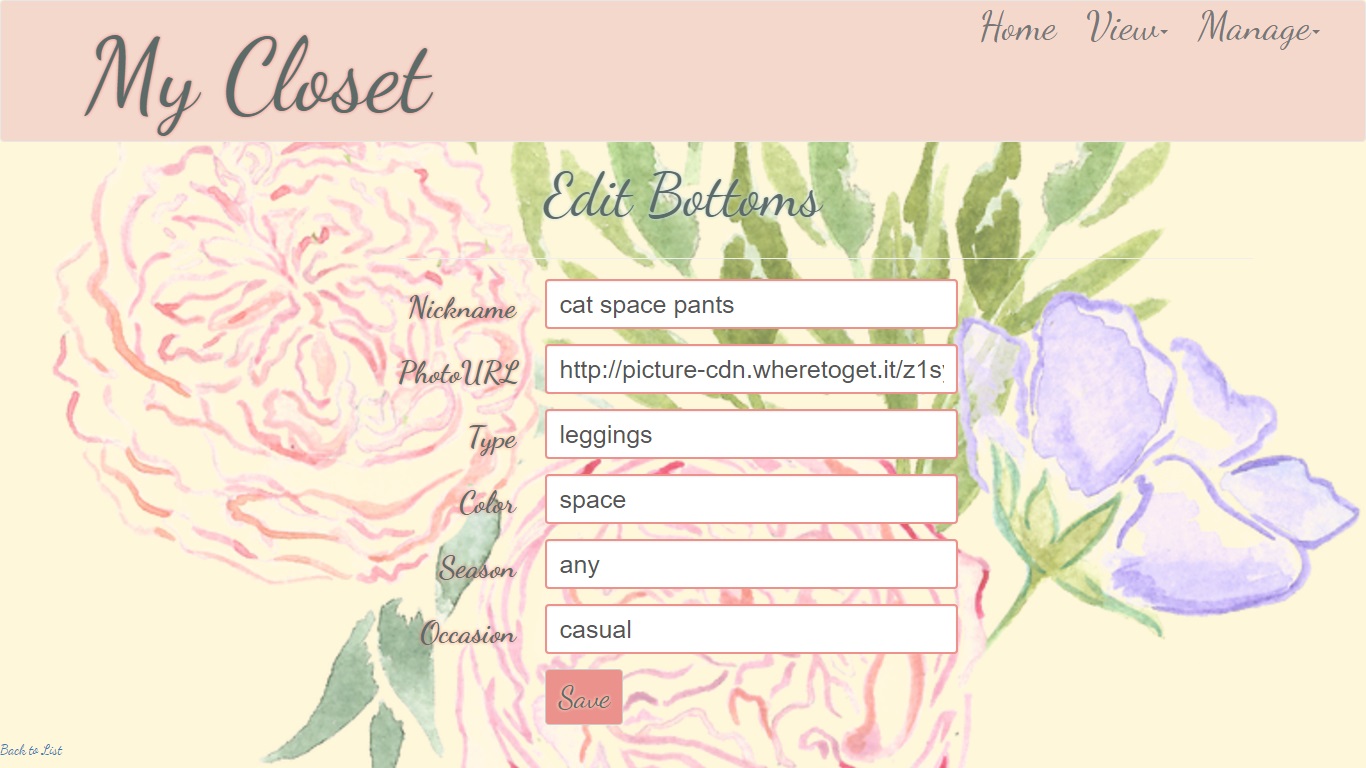 My Closet
Home View Manage
Edit Bottoms
Nickname cat space pants
PhotoURL http://picture-cdn.wheretoget.it/z1s
Type leggings
Color space
Season any
Occasion casual
Save
Back to List